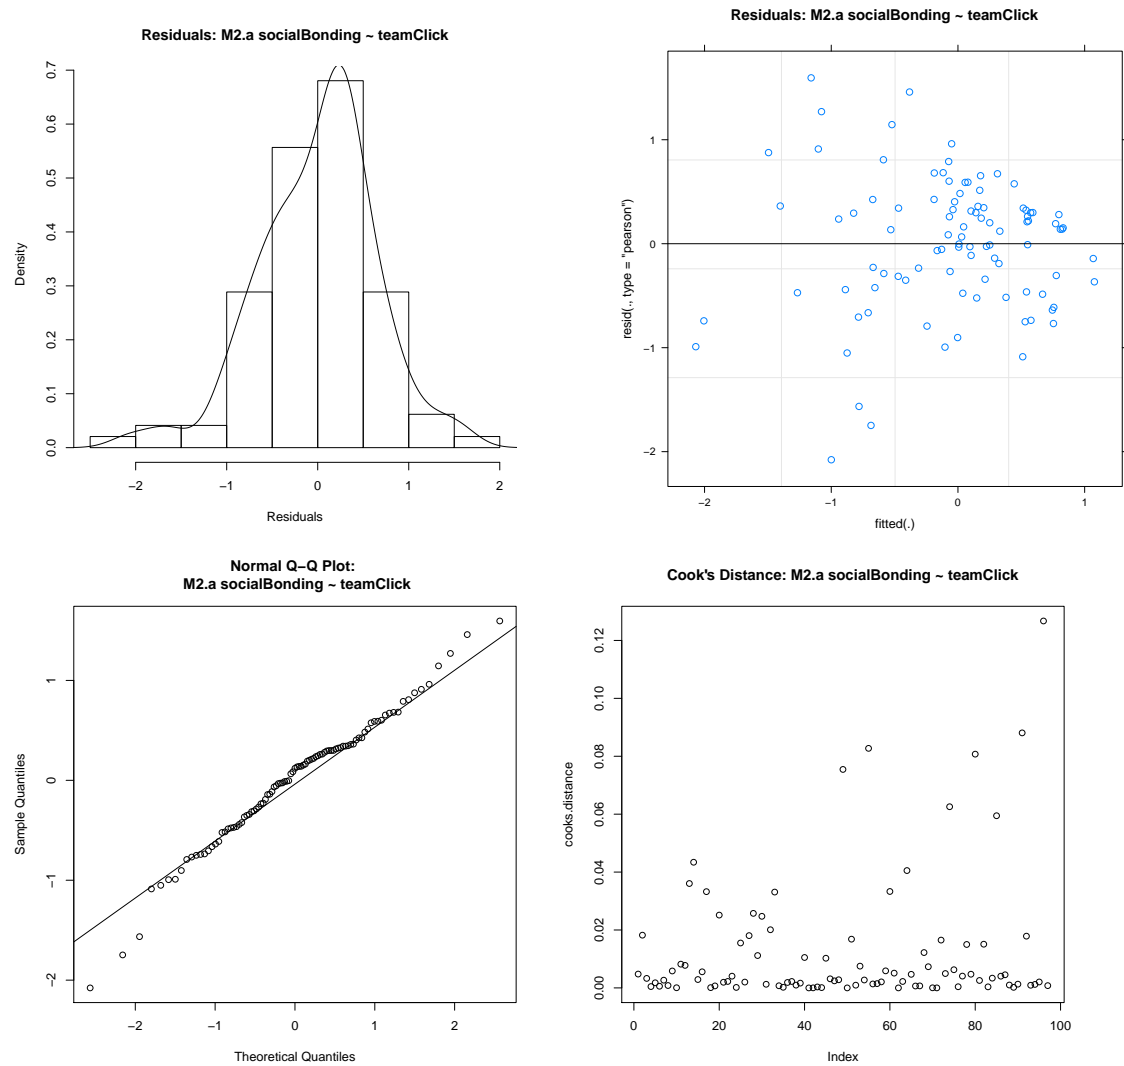 Residuals: M2.a socialBonding ~ teamClick
Density
0.0 0.1 0.2 0.3 0.4 0.5 0.6 0.7
−2 −1 0 1 2
Residuals
Residuals: M2.a socialBonding ~ teamClick
resid(., type = "pearson")
1
0
−1
−2
−2 −1 0 1
fitted(.)
Normal Q−Q Plot:
M2.a socialBonding ~ teamClick
Sample Quantiles
−2 −1 0 1
−2 −1 0 1 2
Theoretical Quantiles
Cook's Distance: M2.a socialBonding ~ teamClick
cooks.distance
0.00 0.02 0.04 0.06 0.08 0.10 0.12
0 20 40 60 80 100
Index